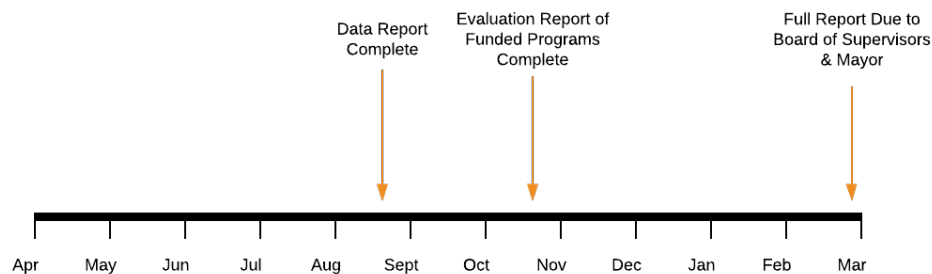 Data Report
Complete
Evaluation Report of
Funded Programs
Complete
Full Report Due to
Board of Supervisors
& Mayor
Apr May Jun Jul Aug Sept Oct Nov Dec Jan Feb Mar